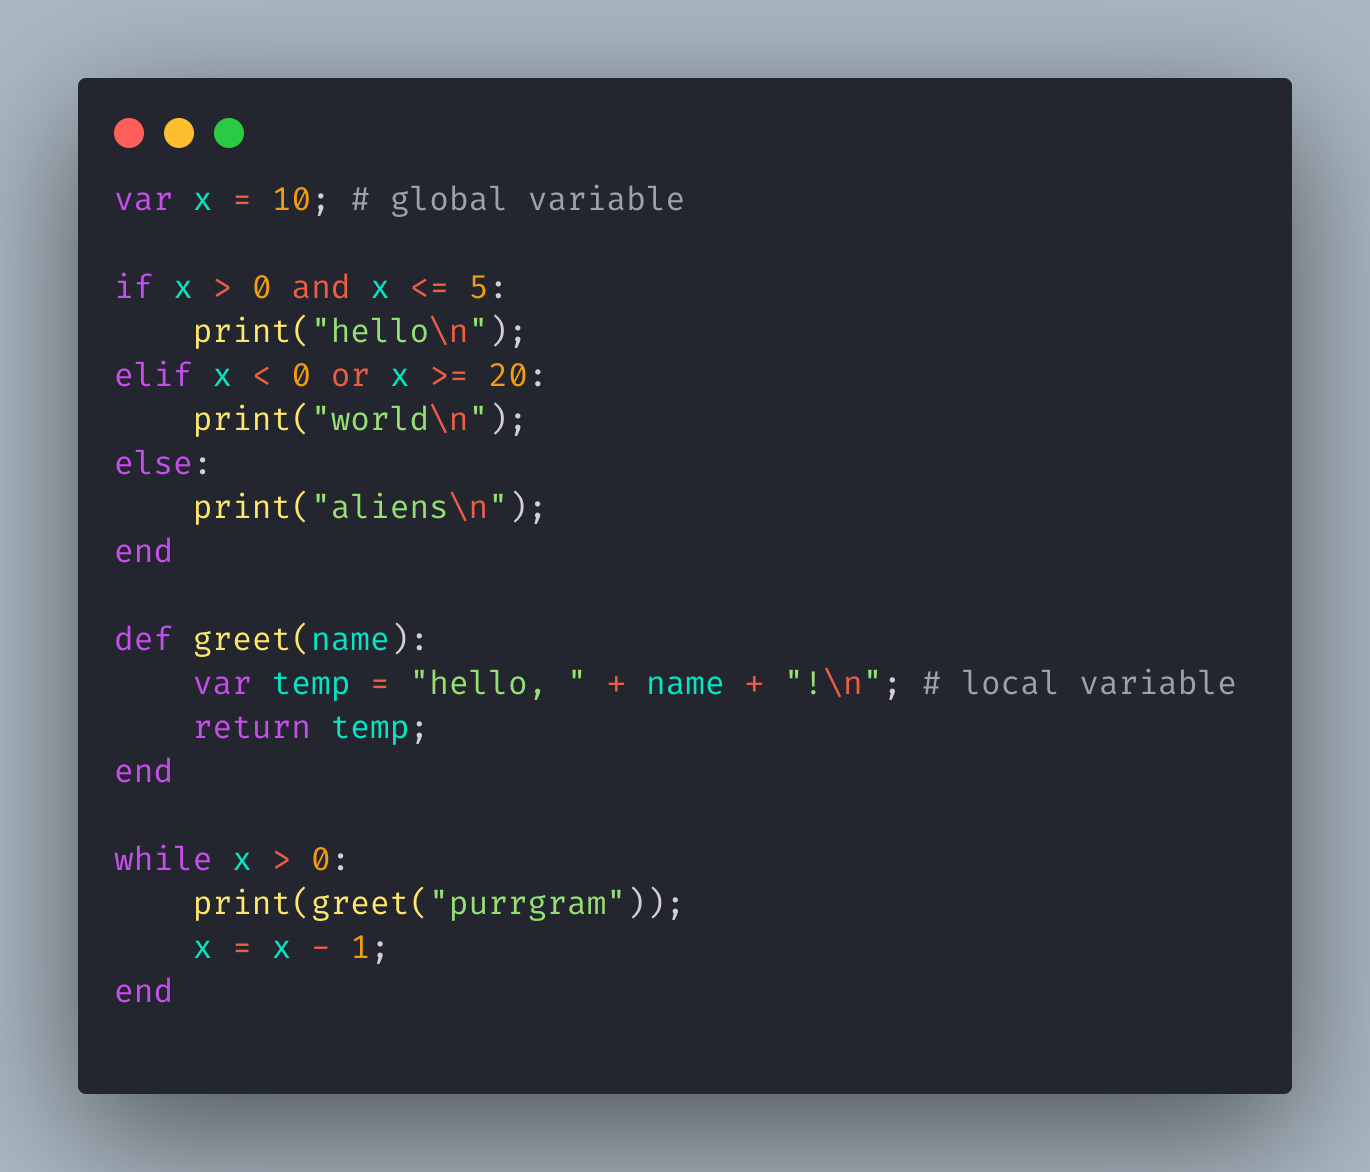 var x = 10; # global variable
if x > 0 and x <= 5:
    print("hello\n");
elif x < 0 or x >= 20:
    print("world\n");
else:
    print("aliens\n");
end
def greet(name):
    var temp = "hello, " + name + "!\n"; # local variable
    return temp;
end
while x > 0:
    print(greet("purrgram"));
    x = x - 1;
end